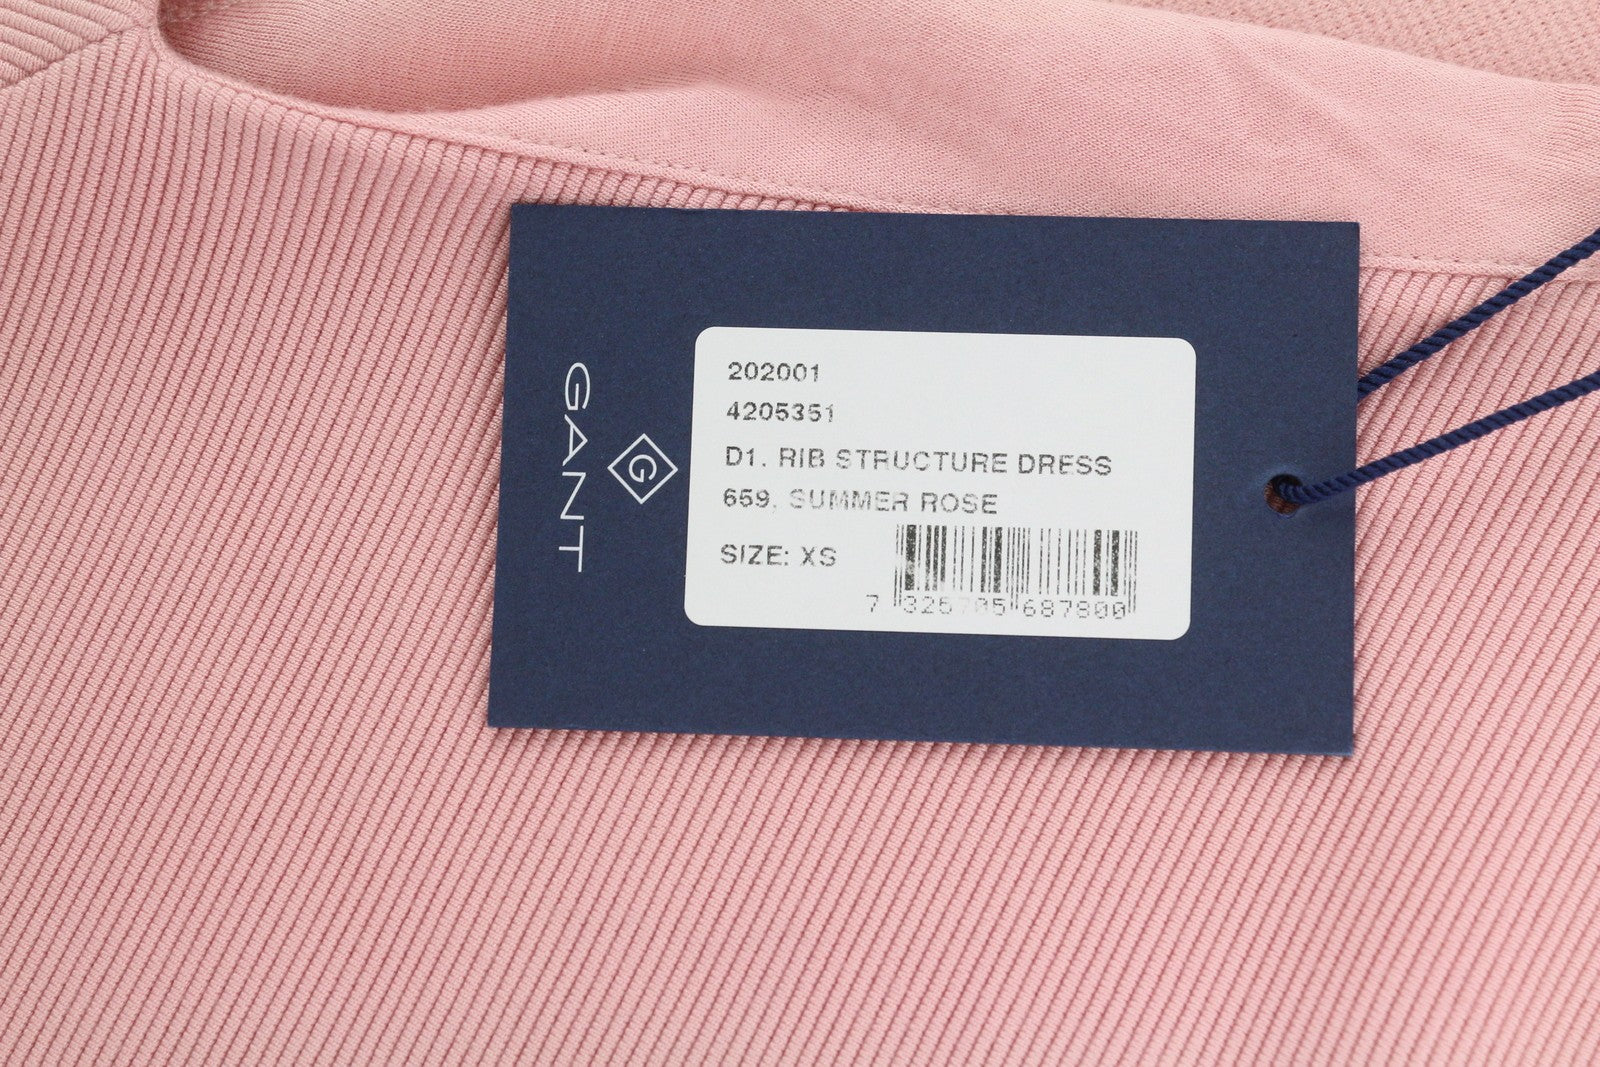 GANT
G
202001
4205351
D1. RIB STRUCTURE DRESS
659, SUMMER ROSE
SIZE: XS
7 325705 687800